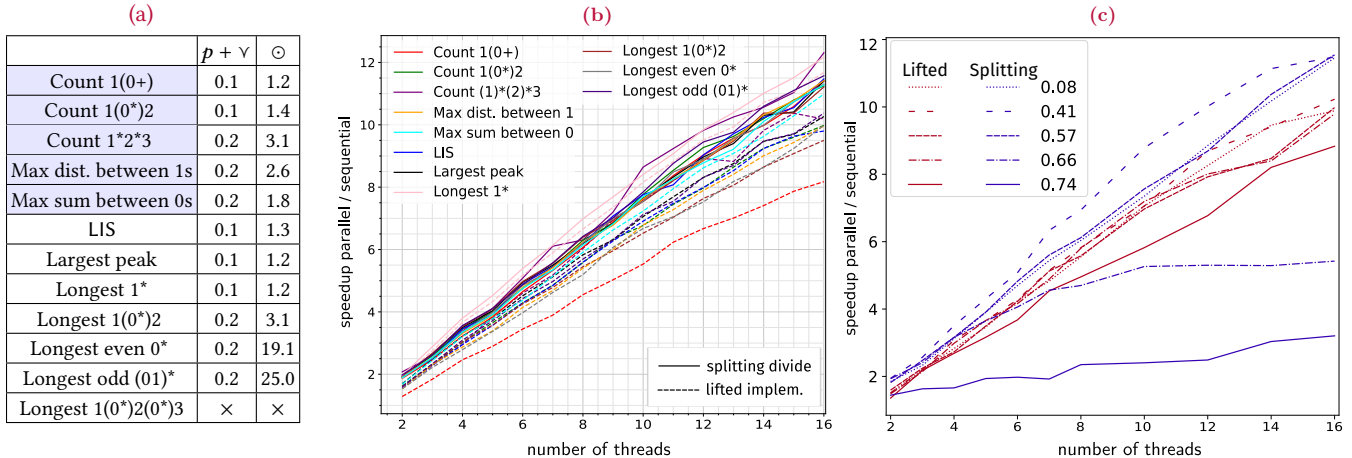 (a)
p + ⋎ ⊙
Count 1(0+) 0.1 1.2
Count 1(0*)2 0.1 1.4
Count 1*2*3 0.2 3.1
Max dist. between 1s 0.2 2.6
Max sum between 0s 0.2 1.8
LIS 0.1 1.3
Largest peak 0.1 1.2
Longest 1* 0.1 1.2
Longest 1(0*)2 0.2 3.1
Longest even 0* 0.2 19.1
Longest odd (01)* 0.2 25.0
Longest 1(0*)2(0*)3 × ×
(b)
speedup parallel / sequential
12
10
8
6
4
2
Count 1(0+)
Count 1(0*)2
Count (1)*(2)*3
Max dist. between 1
Max sum between 0
LIS
Largest peak
Longest 1*
Longest 1(0*)2
Longest even 0*
Longest odd (01)*
splitting divide
lifted implem.
2 4 6 8 10 12 14 16
number of threads
(c)
speedup parallel / sequential
12
10
8
6
4
2
Lifted Splitting
0.08
0.41
0.57
0.66
0.74
2 4 6 8 10 12 14 16
number of threads